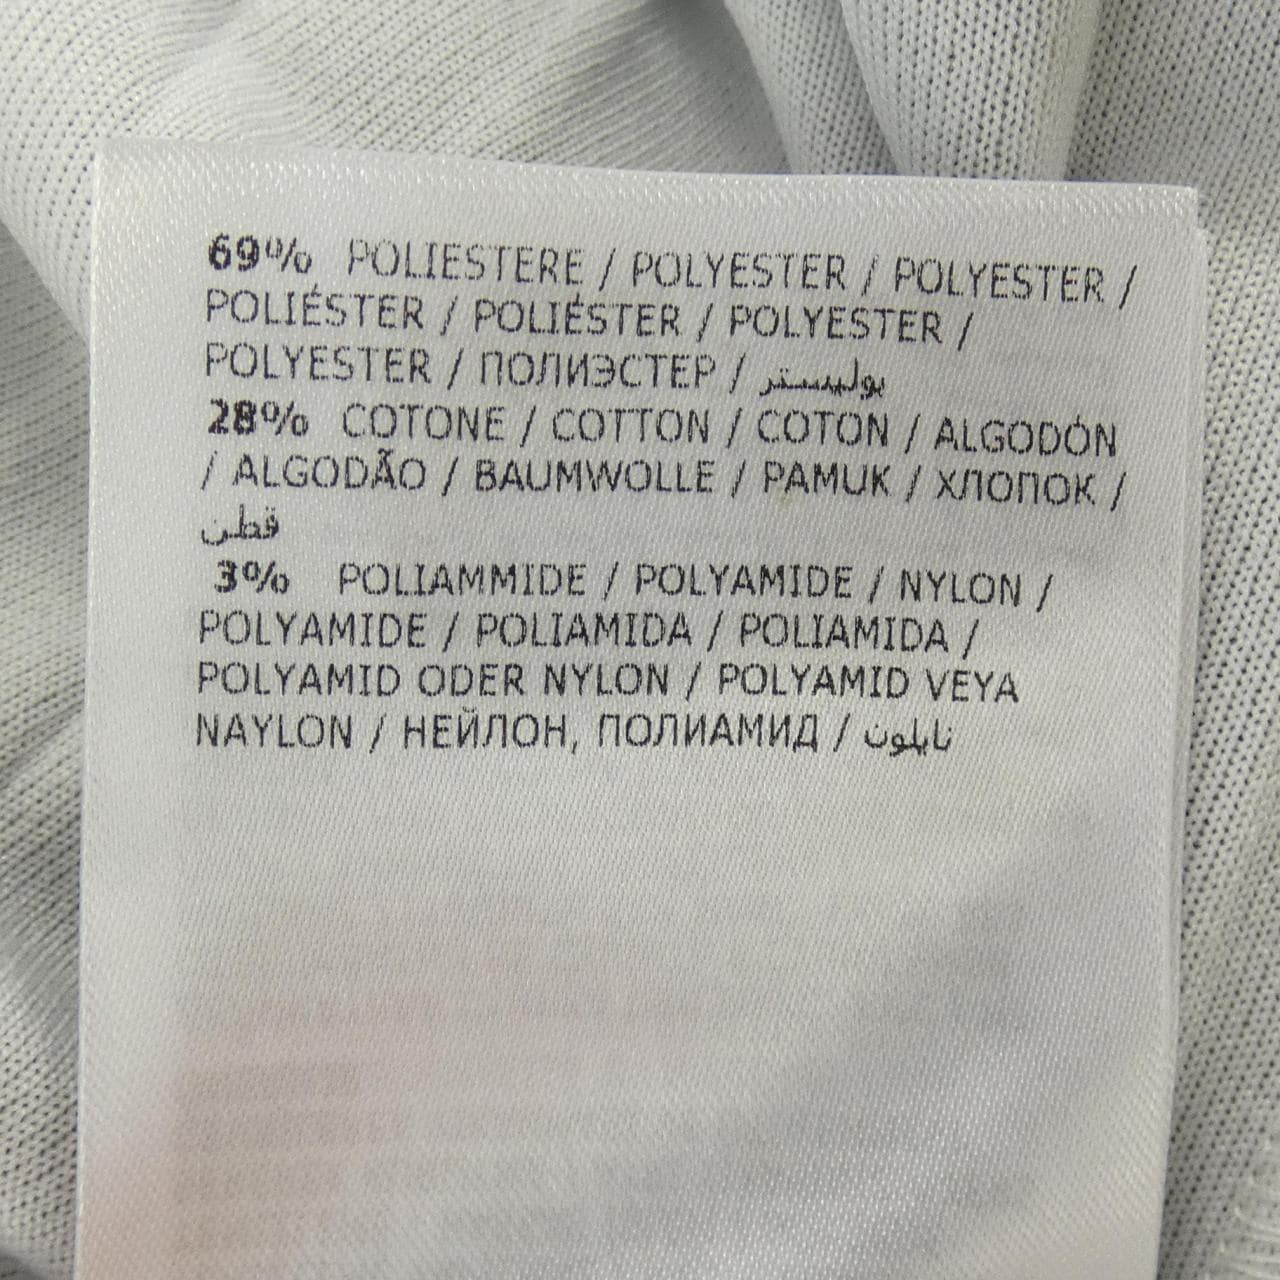 69% POLIESTERE / POLYESTER / POLYESTER /
POLIÉSTER / POLIÉSTER / POLYESTER /
POLYESTER / ПОЛИЭСТЕР / بوليستر
28% COTONE / COTTON / COTON / ALGODÓN
/ ALGODÃO / BAUMWOLLE / PAMUK / ХЛОПОК /
قطن
3% POLIAMMIDE / POLYAMIDE / NYLON /
POLYAMIDE / POLIAMIDA / POLIAMIDA /
POLYAMID ODER NYLON / POLYAMID VEYA
NAYLON / НЕЙЛОН, ПОЛИАМИД / نايلون